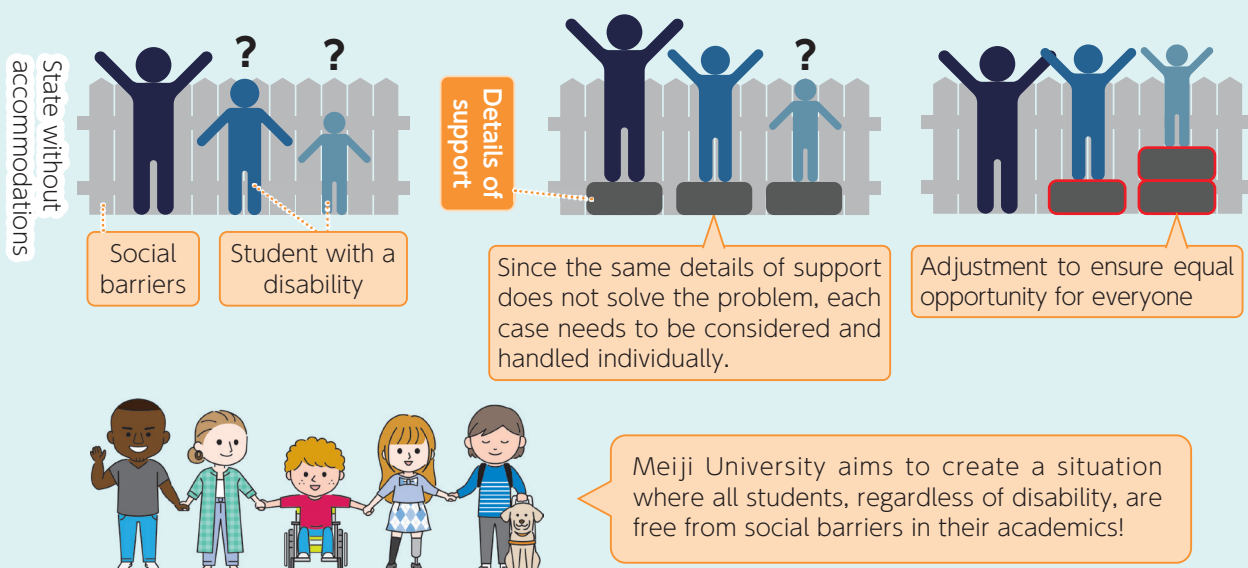 State without
accommodations
?
?
Social
barriers
Student with a
disability
Details of
support
?
Since the same details of support
does not solve the problem, each
case needs to be considered and
handled individually.
Adjustment to ensure equal
opportunity for everyone
Meiji University aims to create a situation
where all students, regardless of disability, are
free from social barriers in their academics!